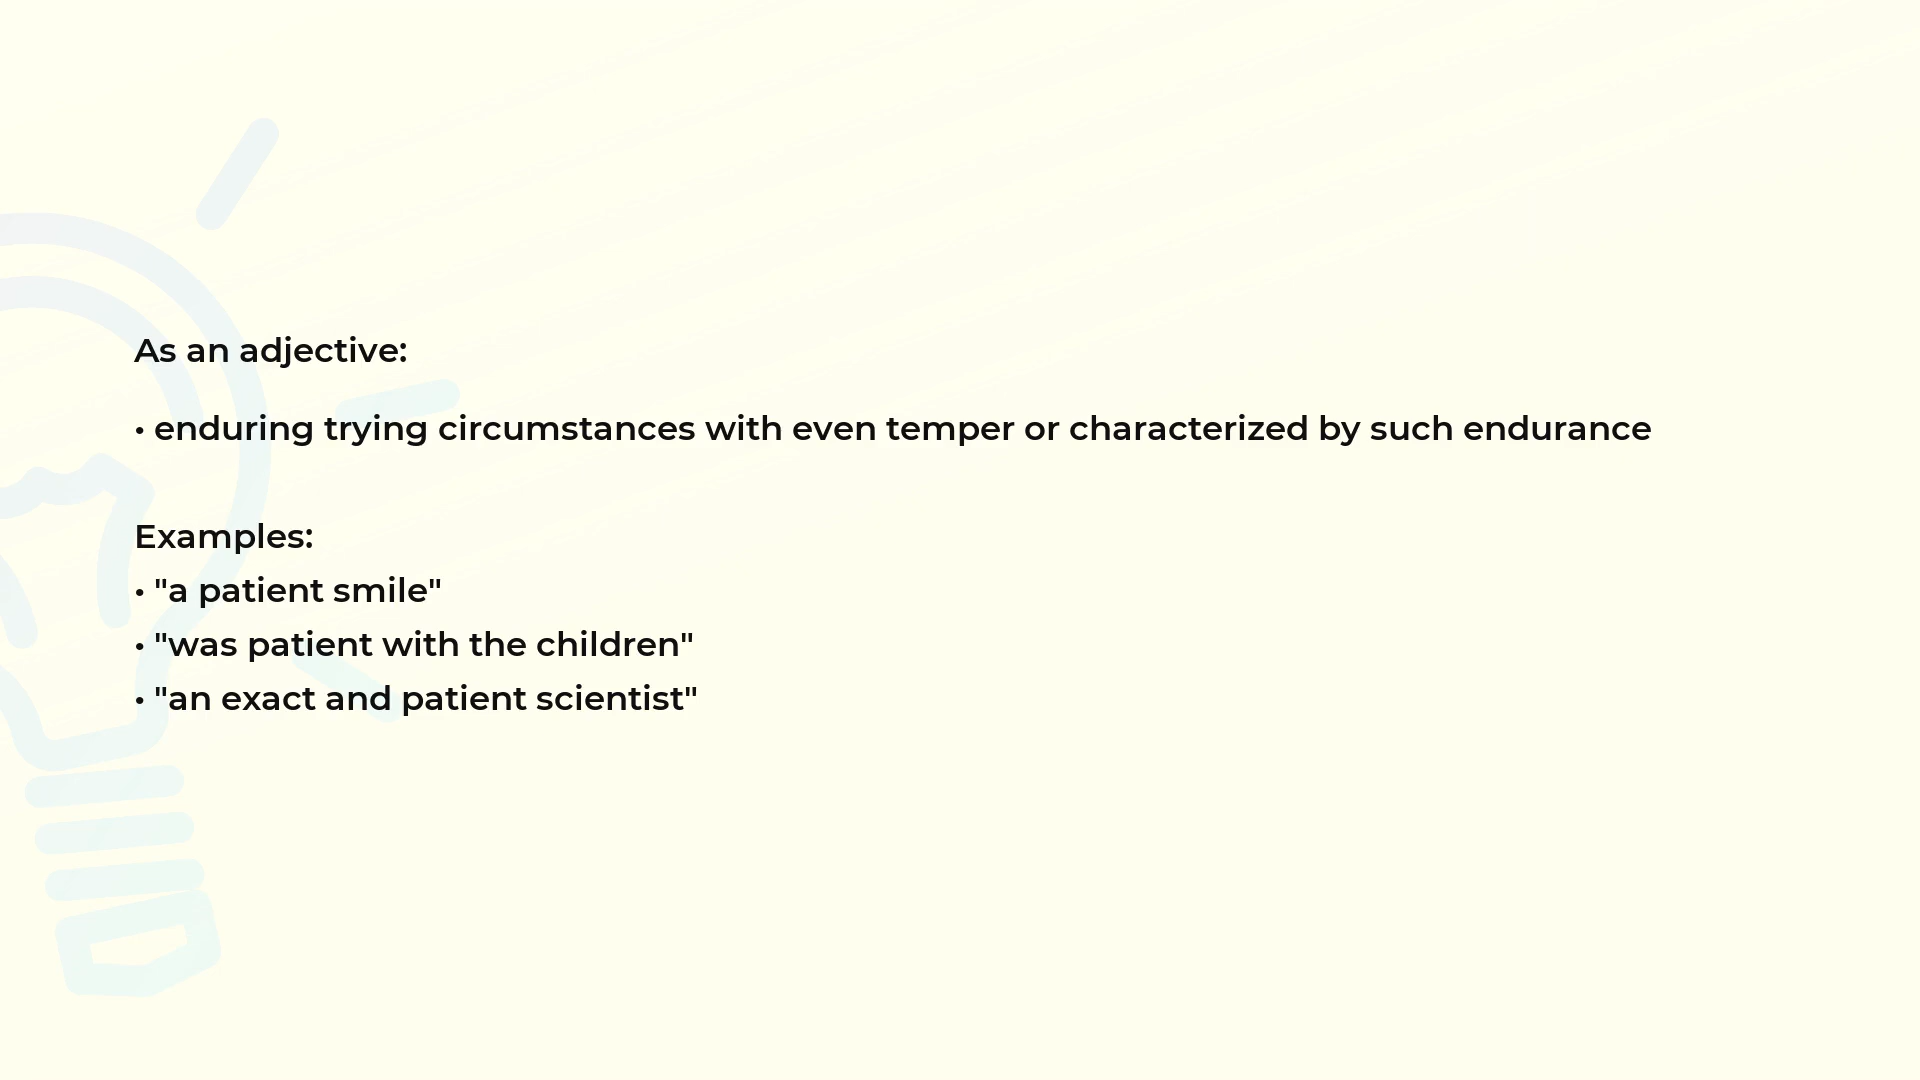 As an adjective:
• enduring trying circumstances with even temper or characterized by such endurance
Examples:
• "a patient smile"
• "was patient with the children"
• "an exact and patient scientist"